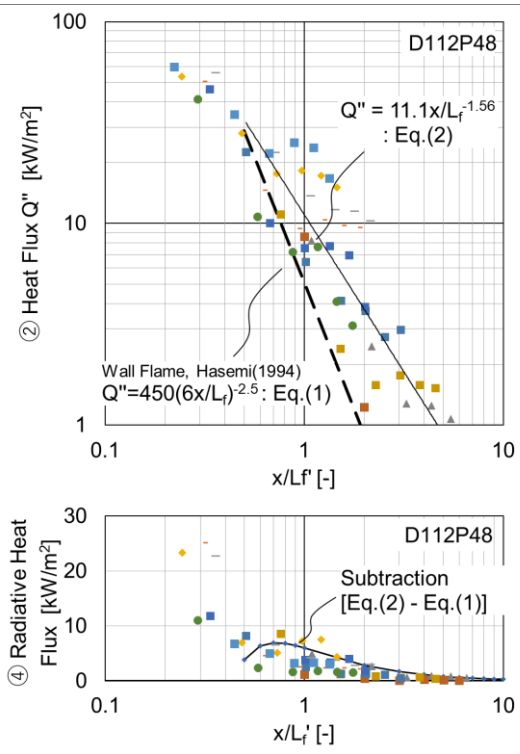 100
D112P48
Q" = 11.1x/Lf-1.56
: Eq.(2)
② Heat Flux Q" [kW/m2]
10
Wall Flame, Hasemi(1994)
Q"=450(6x/Lf)-2.5 : Eq.(1)
1
0.1 1 10
x/Lf' [-]
30
D112P48
④ Radiative Heat
Flux [kW/m2]
20
Subtraction
[Eq.(2) - Eq.(1)]
10
0
0.1 1 10
x/Lf' [-]